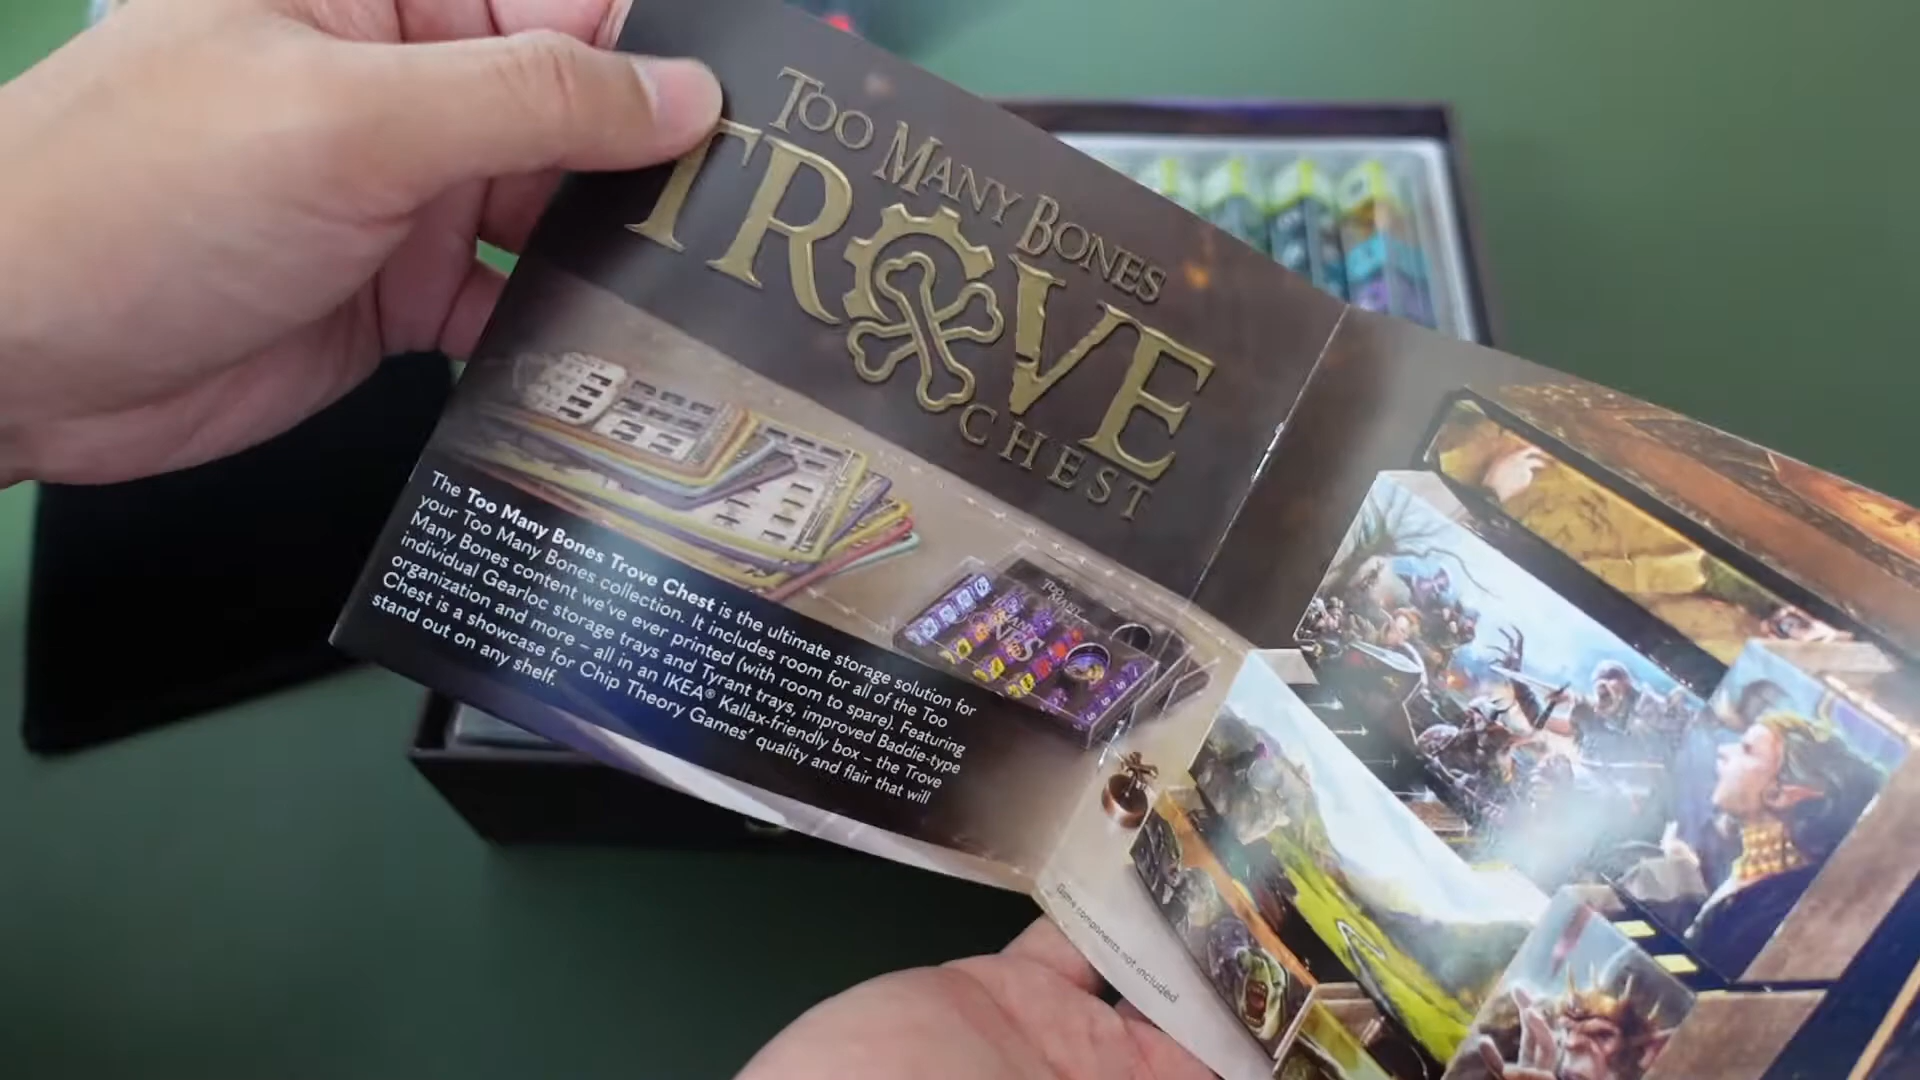 TOO MANY BONES
TROVE
CHEST
The Too Many Bones Trove Chest is the ultimate storage solution for
your Too Many Bones collection. It includes room for all of the Too
Many Bones content we've ever printed (with room to spare). Featuring
individual Gearloc storage trays and Tyrant trays, improved Baddie-type
organization and more – all in an IKEA® Kallax-friendly box – the Trove
Chest is a showcase for Chip Theory Games' quality and flair that will
stand out on any shelf.
TOO MANY
BONES
Game components not included